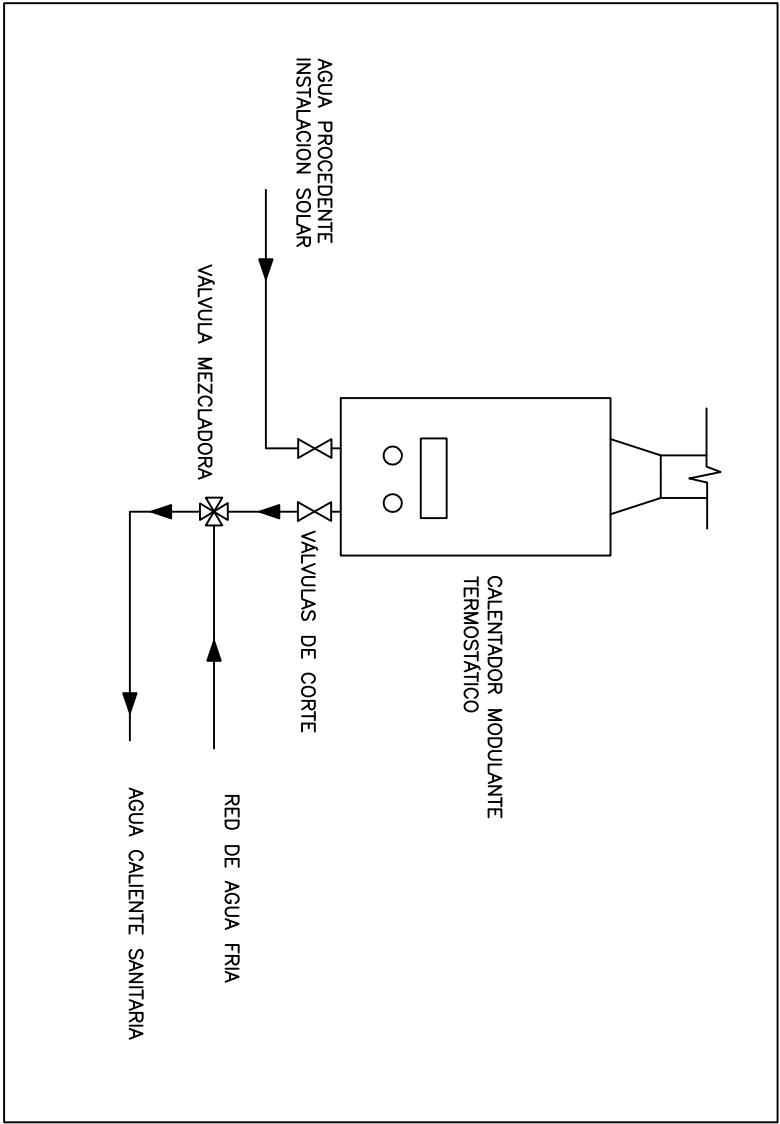 CALENTADOR MODULANTE
TERMOSTÁTICO
AGUA PROCEDENTE
INSTALACION SOLAR
VÁLVULAS DE CORTE
VÁLVULA MEZCLADORA
RED DE AGUA FRIA
AGUA CALIENTE SANITARIA